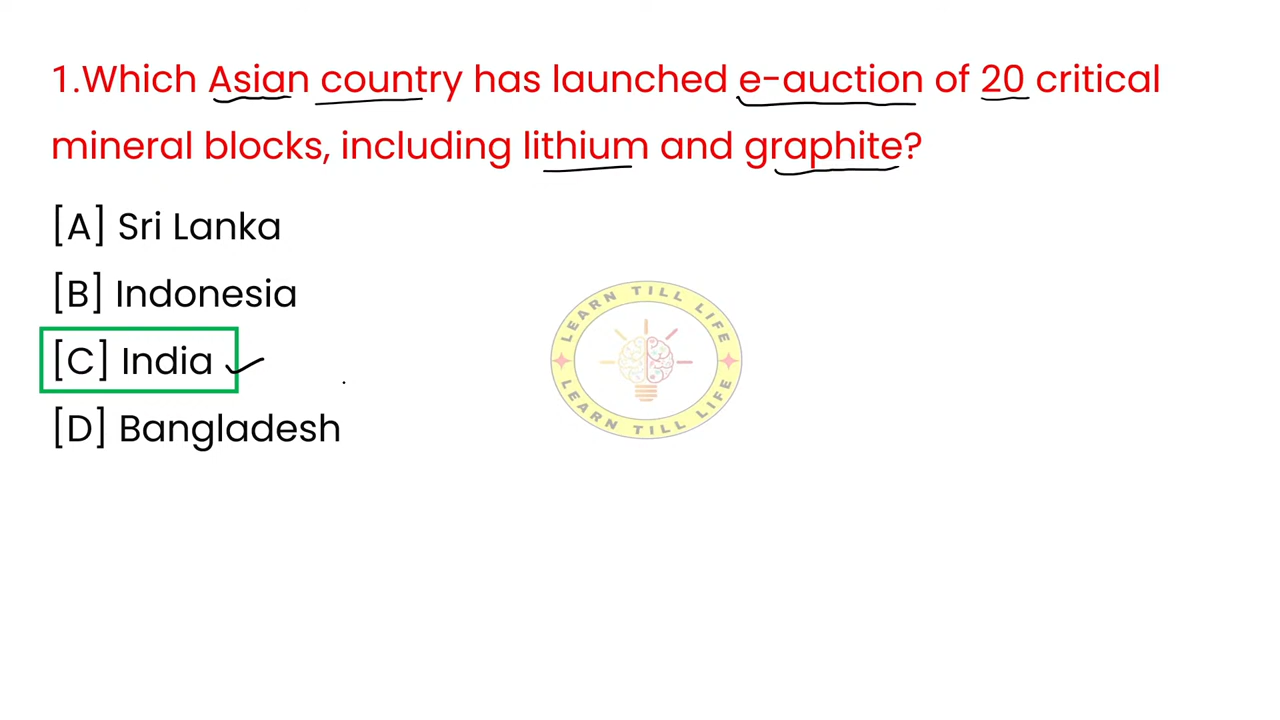 1.Which Asian country has launched e-auction of 20 critical
mineral blocks, including lithium and graphite?
[A] Sri Lanka
[B] Indonesia
[C] India
[D] Bangladesh
LEARN TILL LIFE
LEARN TILL LIFE